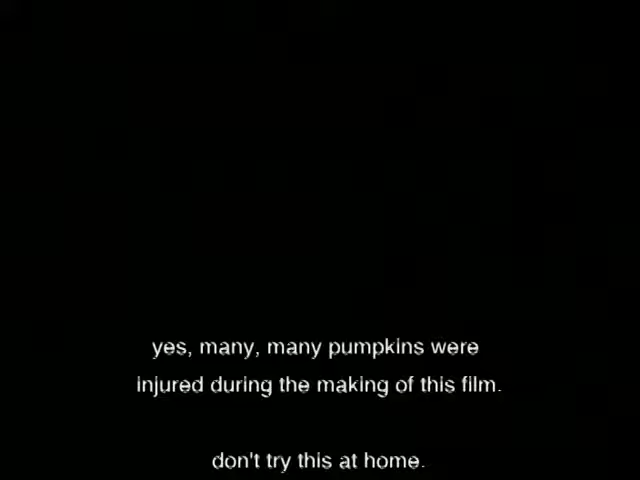 yes, many, many pumpkins were
injured during the making of this film.
don't try this at home.